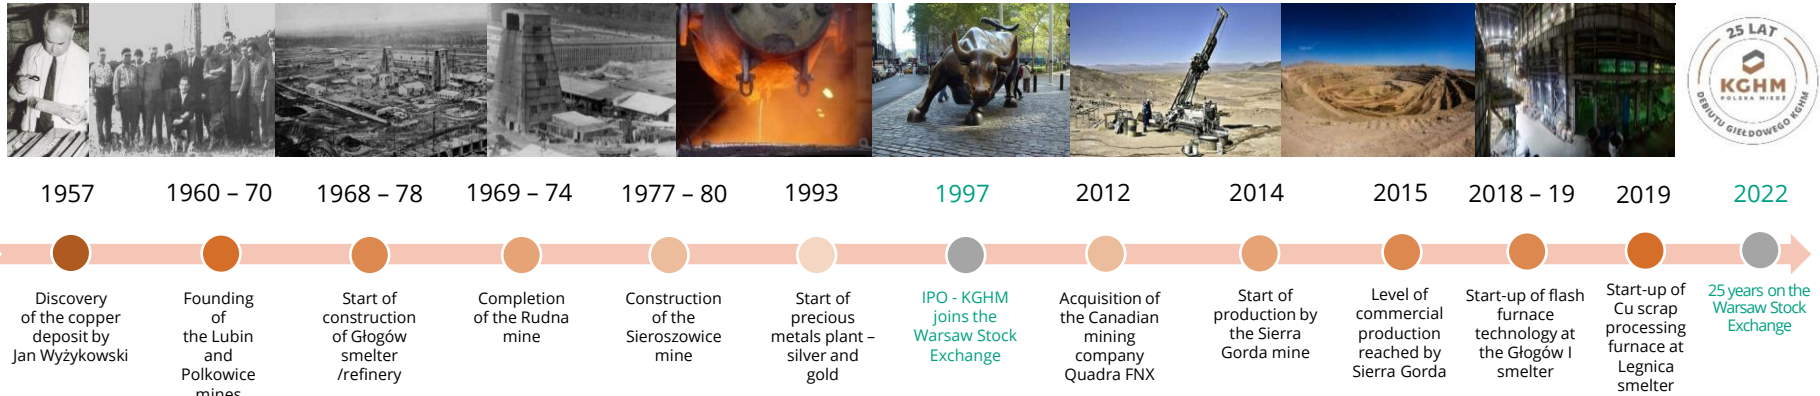 25 LAT
KGHM
POLSKA MIEDŹ
DEBIUTU GIEŁDOWEGO KGHM
1957
1960 – 70
1968 – 78
1969 – 74
1977 – 80
1993
1997
2012
2014
2015
2018 – 19
2019
2022
Discovery
of the copper
deposit by
Jan Wyżykowski
Founding
of
the Lubin
and
Polkowice
mines
Start of
construction
of Głogów
smelter
/refinery
Completion
of the Rudna
mine
Construction
of the
Sieroszowice
mine
Start of
precious
metals plant –
silver and
gold
IPO - KGHM
joins the
Warsaw Stock
Exchange
Acquisition of
the Canadian
mining
company
Quadra FNX
Start of
production by
the Sierra
Gorda mine
Level of
commercial
production
reached by
Sierra Gorda
Start-up of flash
furnace
technology at
the Głogów I
smelter
Start-up of
Cu scrap
processing
furnace at
Legnica
smelter
25 years on the
Warsaw Stock
Exchange